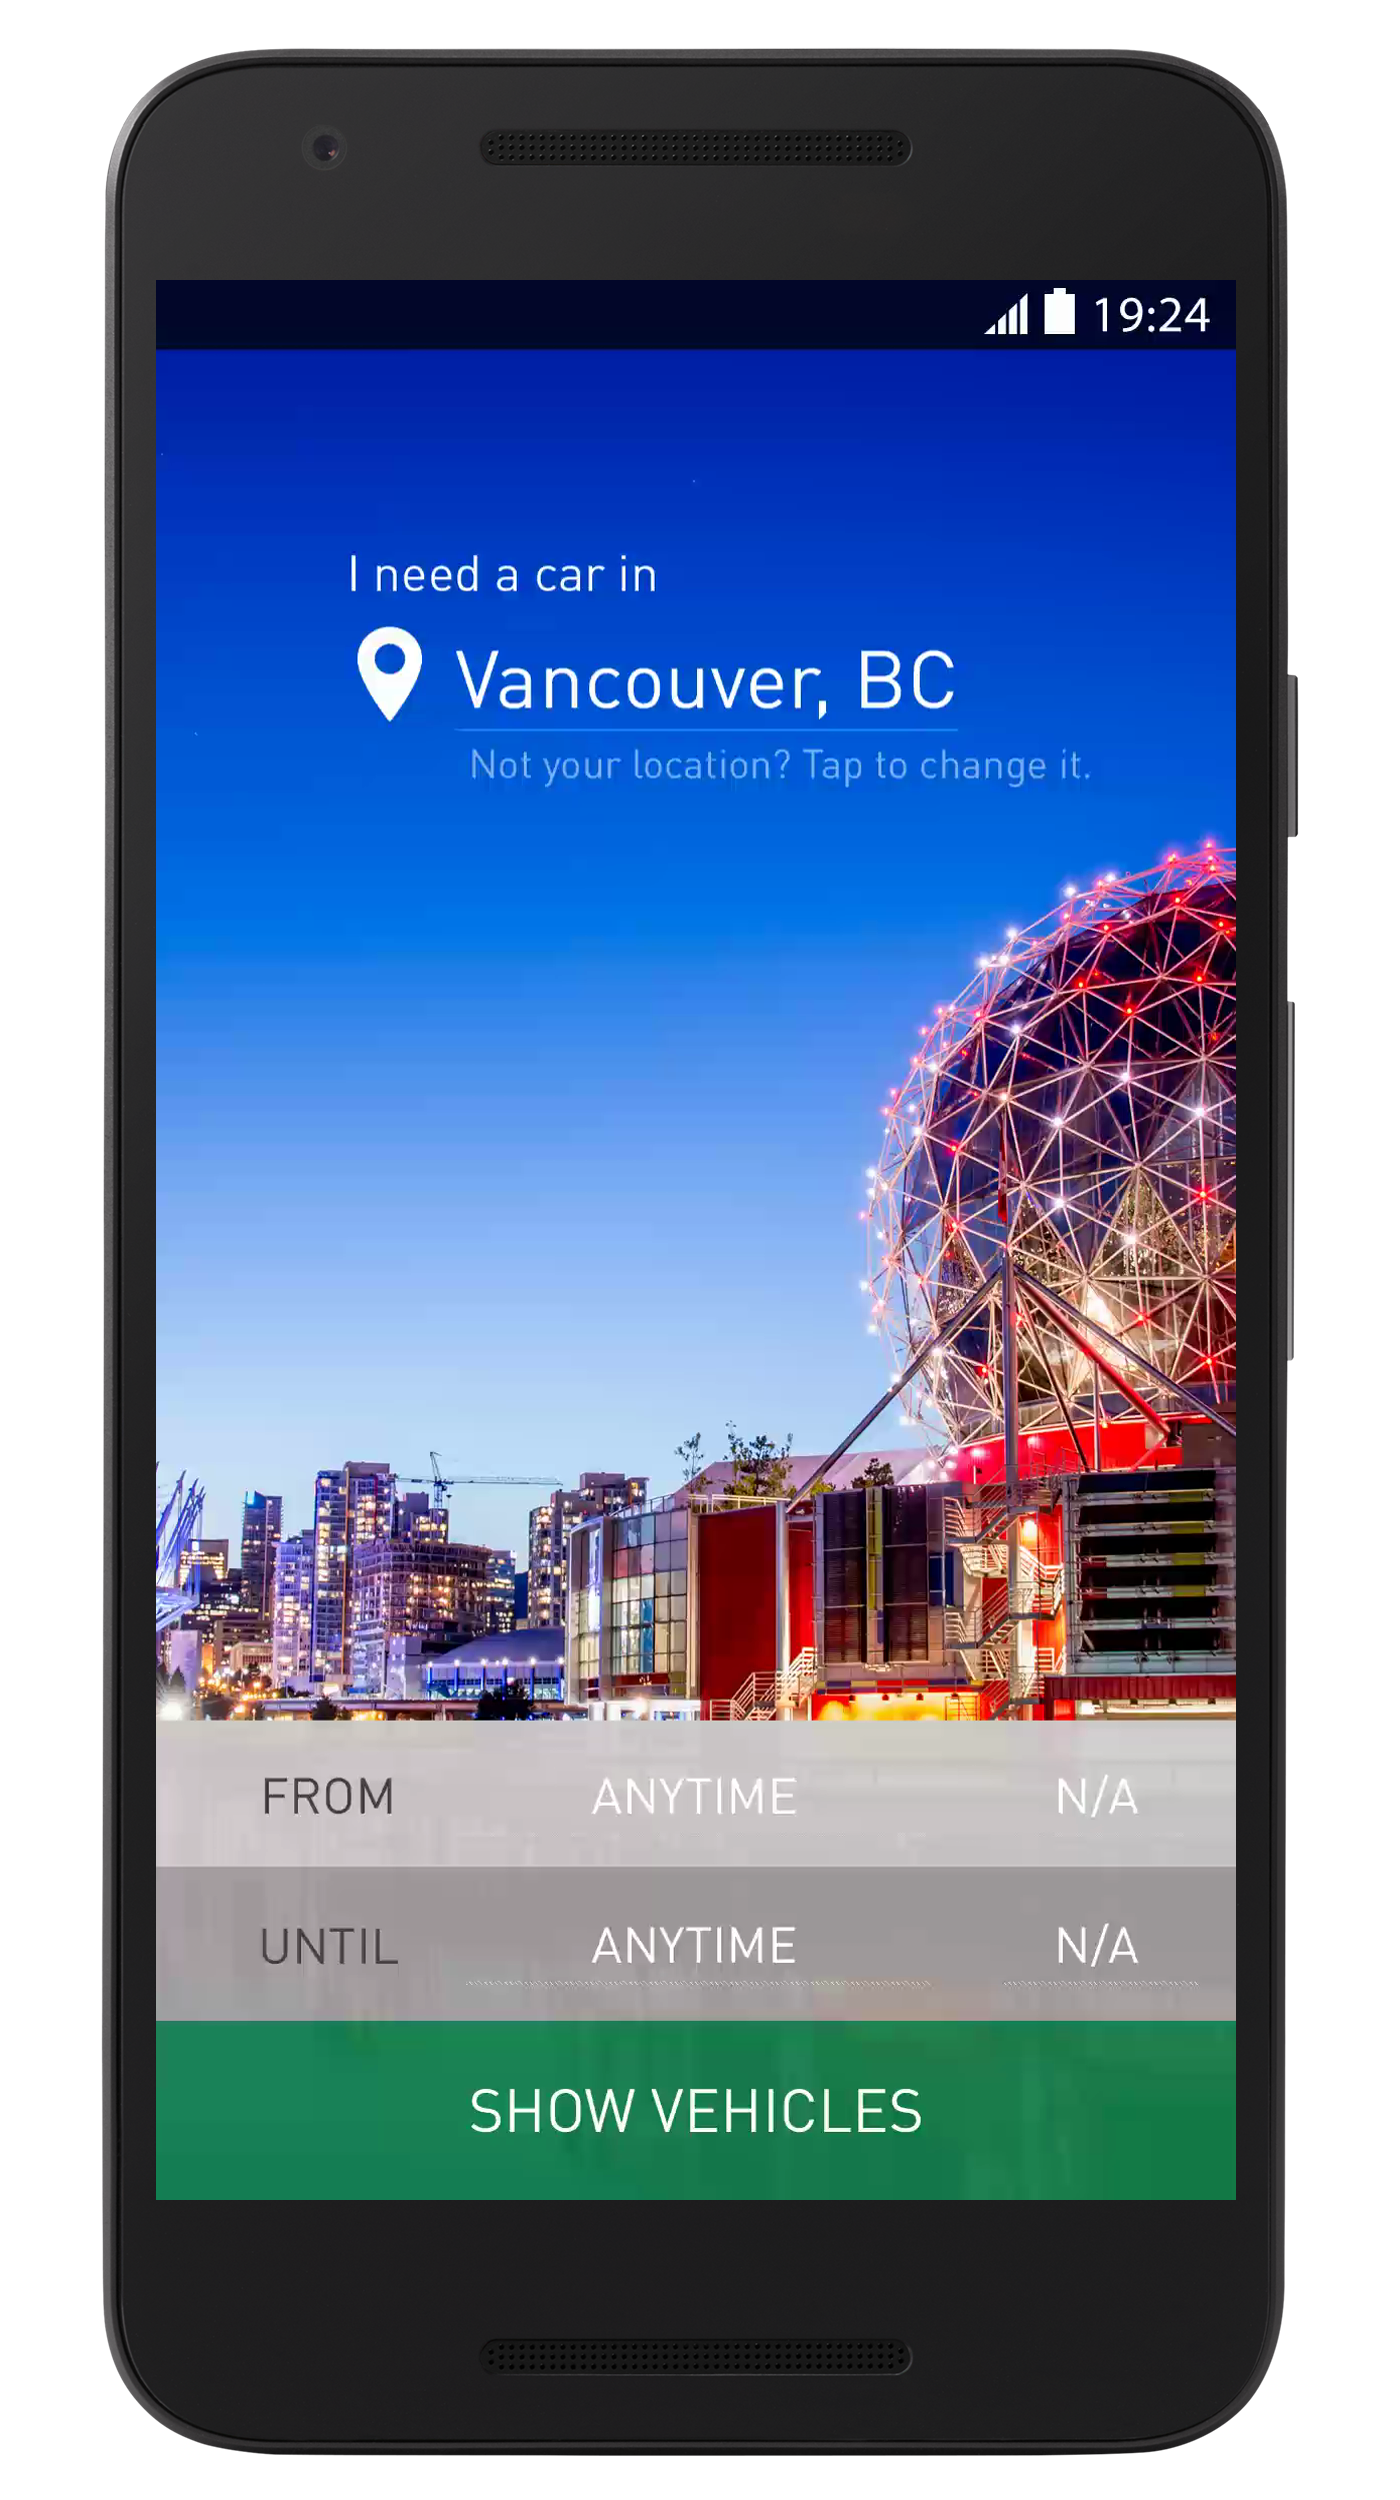 19:24
I need a car in
Vancouver, BC
Not your location? Tap to change it.
FROM ANYTIME N/A
UNTIL ANYTIME N/A
SHOW VEHICLES